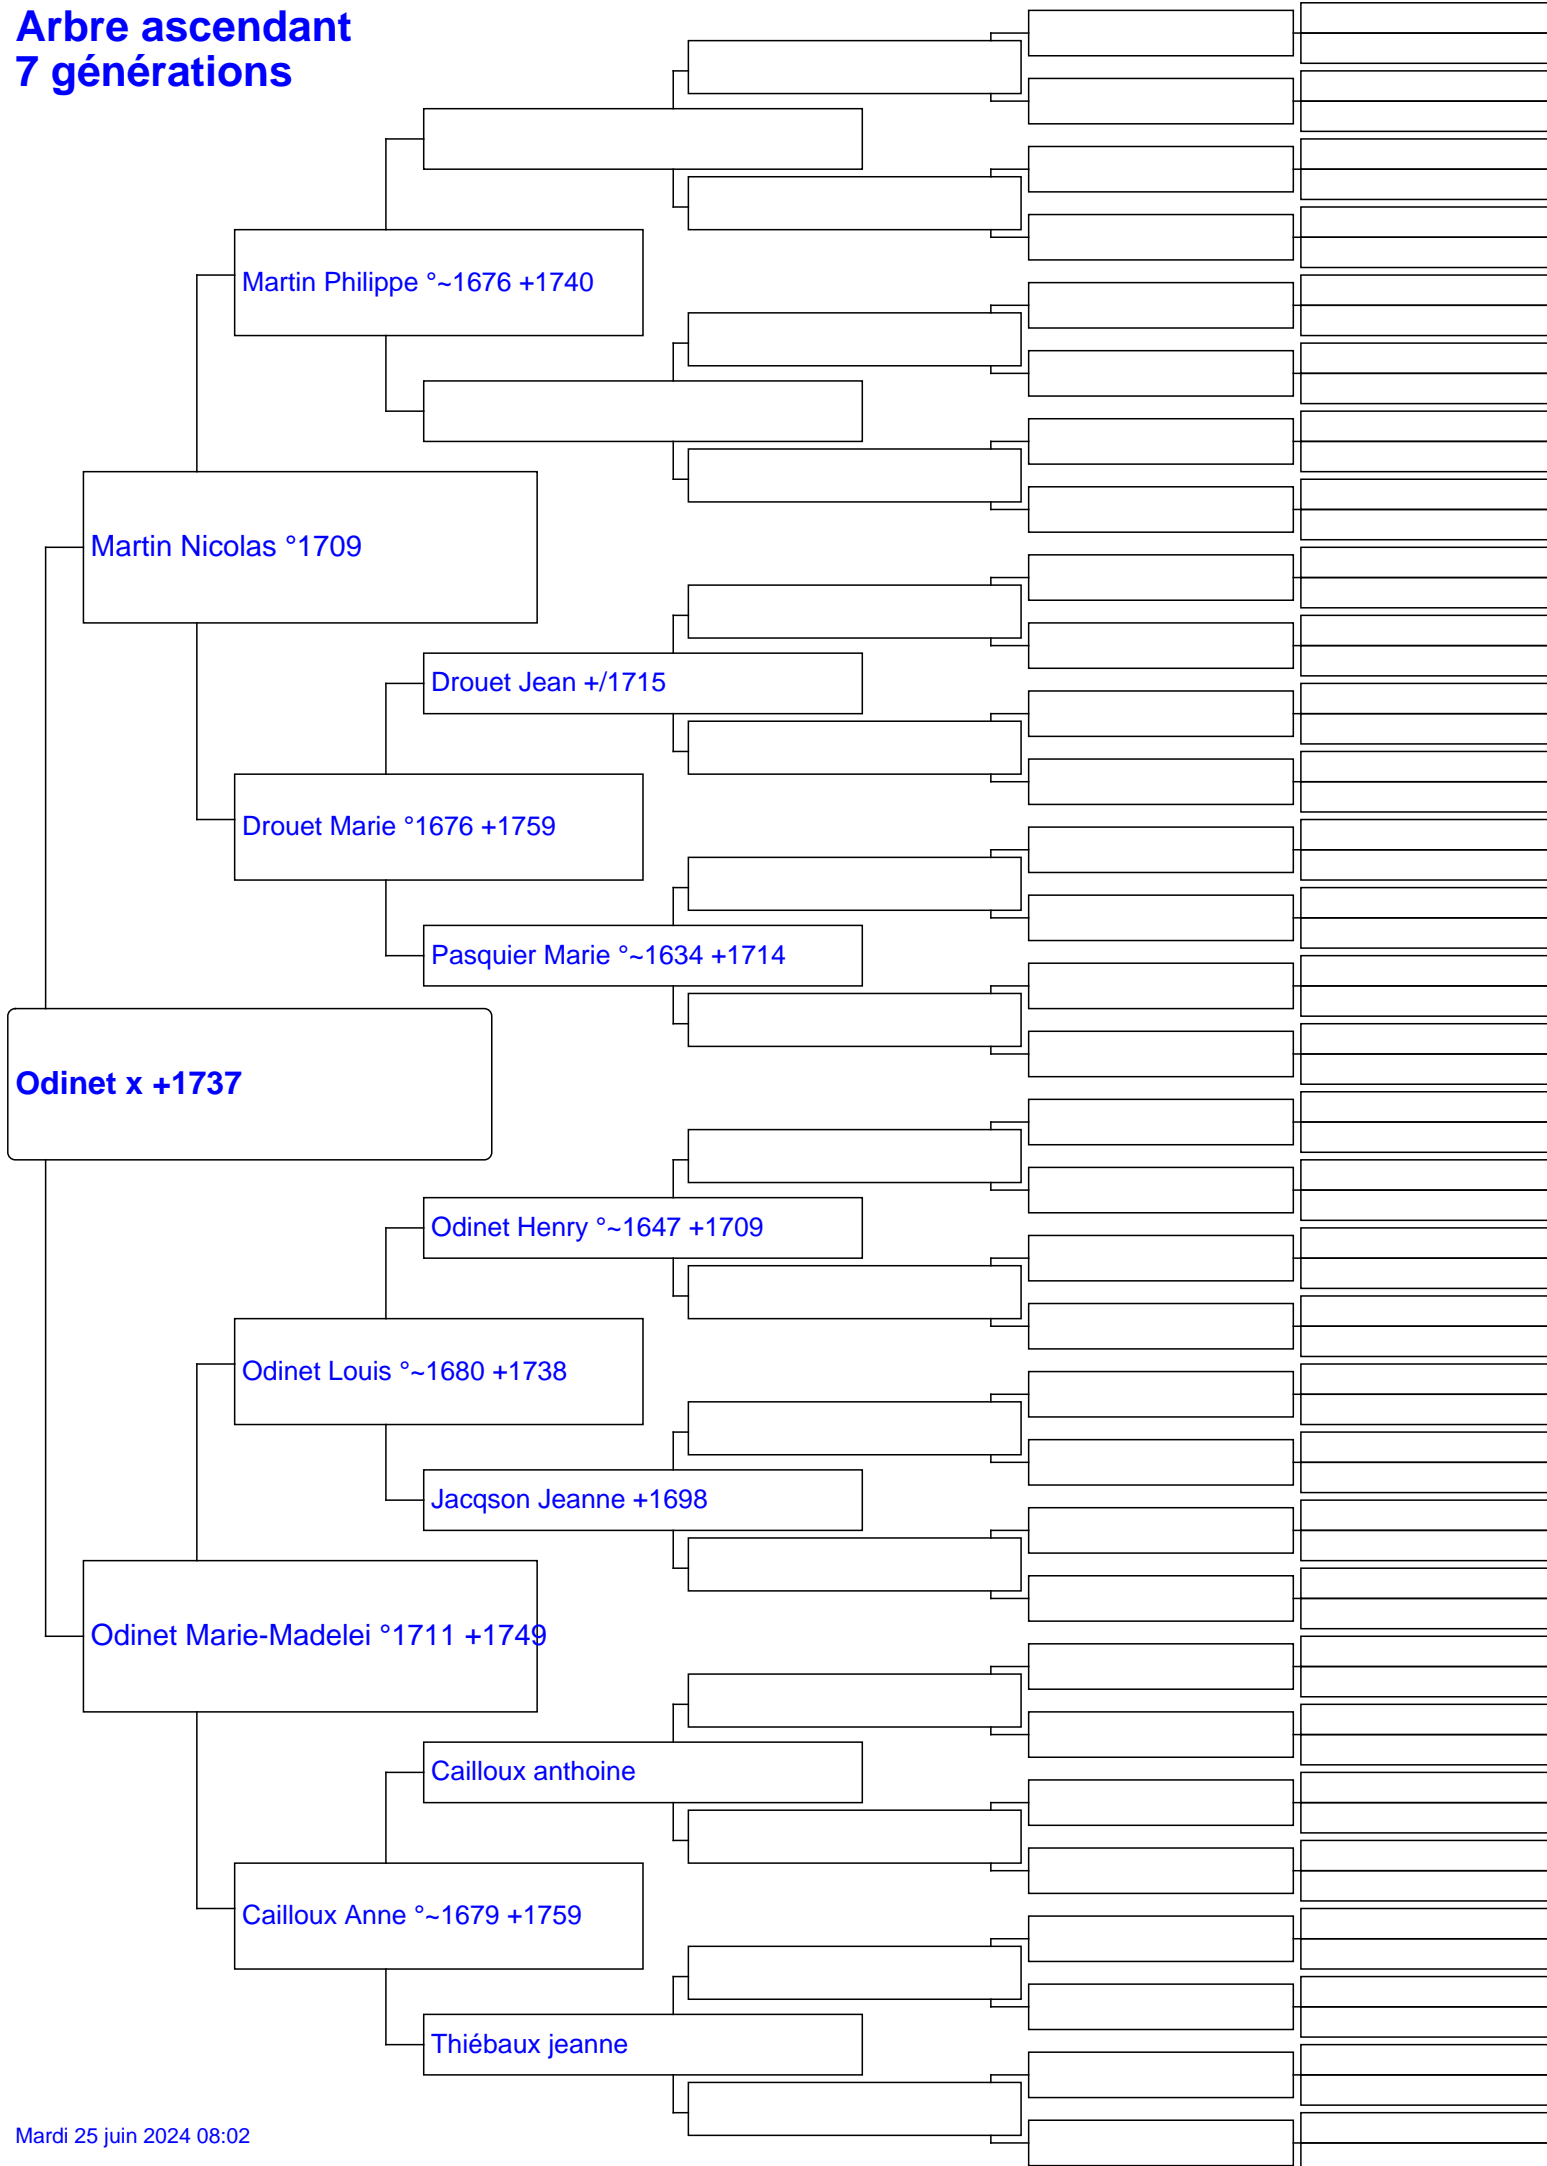 Arbre ascendant
7 générations
Martin Philippe °~1676 +1740
Martin Nicolas °1709
Drouet Jean +/1715
Drouet Marie °1676 +1759
Pasquier Marie °~1634 +1714
Odinet x +1737
Odinet Henry °~1647 +1709
Odinet Louis °~1680 +1738
Jacqson Jeanne +1698
Odinet Marie-Madelei °1711 +1749
Cailloux anthoine
Cailloux Anne °~1679 +1759
Thiébaux jeanne
Mardi 25 juin 2024 08:02